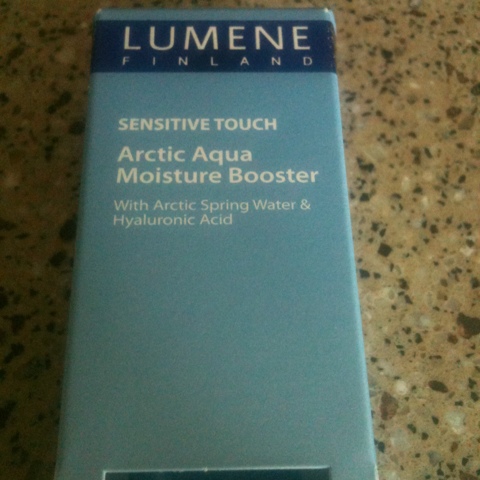 LUMENE
FINLAND
SENSITIVE TOUCH
Arctic Aqua
Moisture Booster
With Arctic Spring Water &
Hyaluronic Acid